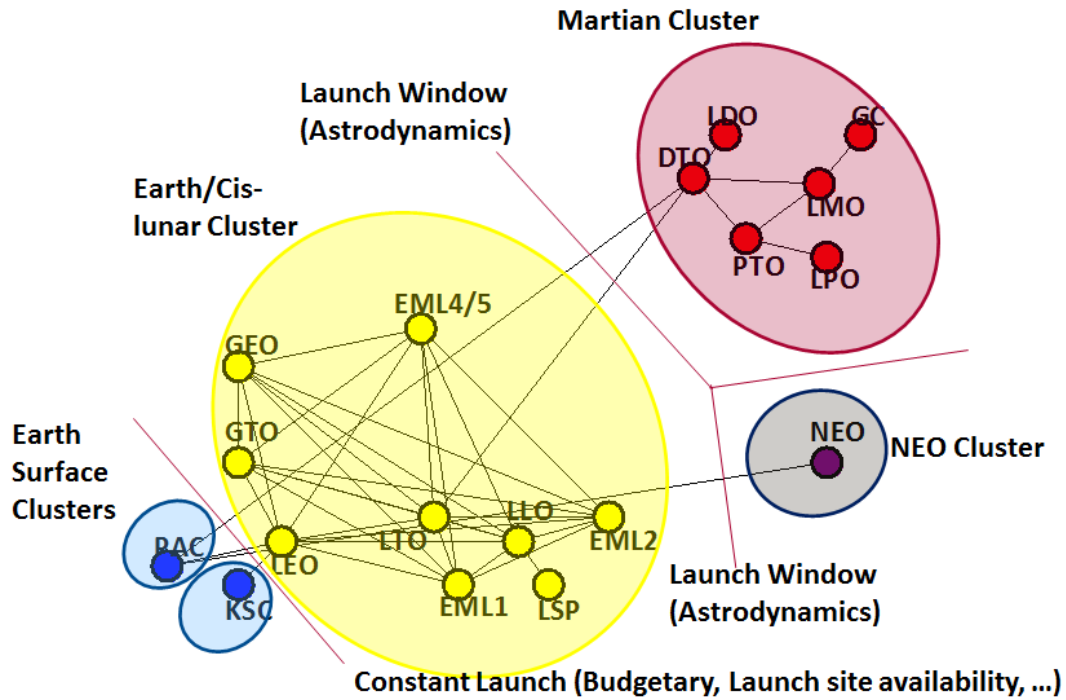 Martian Cluster
Launch Window
(Astrodynamics)
LDO
GC
DTO
LMO
PTO
LPO
Earth/Cis-
lunar Cluster
EML4/5
GEO
GTO
LLO
LTO
EML2
LEO
EML1
LSP
NEO
NEO Cluster
Earth
Surface
Clusters
PAC
KSC
Launch Window
(Astrodynamics)
Constant Launch (Budgetary, Launch site availability, ...)